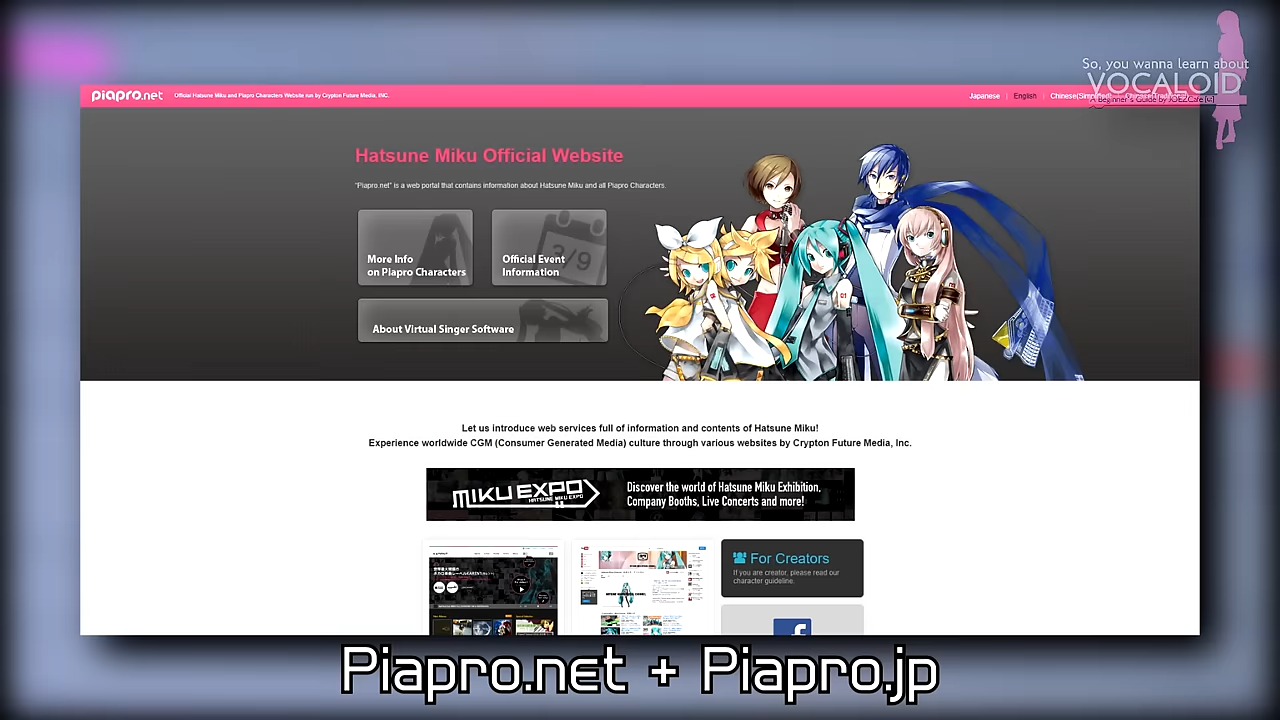 So, you wanna learn about
VOCALOID
A Beginner's Guide by JOEZCafe
piapro.net
Official Hatsune Miku and Piapro Characters Website run by Crypton Future Media, INC.
Japanese | English | Chinese(Simplified)
Hatsune Miku Official Website
"Piapro.net" is a web portal that contains information about Hatsune Miku and all Piapro Characters.
More Info
on Piapro Characters
Official Event
Information
3/9
About Virtual Singer Software
01
Let us introduce web services full of information and contents of Hatsune Miku!
Experience worldwide CGM (Consumer Generated Media) culture through various websites by Crypton Future Media, Inc.
MIKU EXPO
HATSUNE MIKU EXPO
Discover the world of Hatsune Miku Exhibition,
Company Booths, Live Concerts and more!
For Creators
If you are creator, please read our
character guideline.
Piapro.net + Piapro.jp